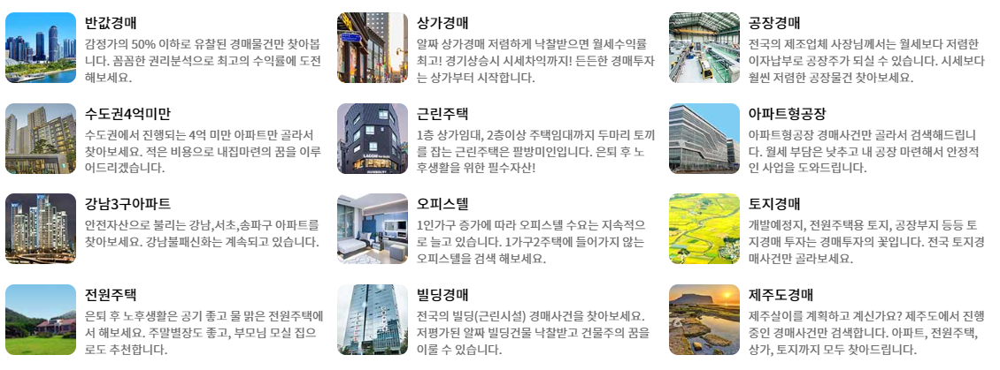 반값경매
감정가의 50% 이하로 유찰된 경매물건만 찾아봅
니다. 꼼꼼한 권리분석으로 최고의 수익률에 도전
해보세요.
상가경매
알짜 상가경매 저렴하게 낙찰받으면 월세수익률
최고! 경기상승시 시세차익까지! 든든한 경매투자
는 상가부터 시작합니다.
공장경매
전국의 제조업체 사장님께서는 월세보다 저렴한
이자납부로 공장주가 되실 수 있습니다. 시세보다
훨씬 저렴한 공장물건 찾아보세요.
수도권4억미만
수도권에서 진행되는 4억 미만 아파트만 골라서
찾아보세요. 적은 비용으로 내집마련의 꿈을 이루
어드리겠습니다.
근린주택
1층 상가임대, 2층이상 주택임대까지 두마리 토끼
를 잡는 근린주택은 팔방미인입니다. 은퇴 후 노
후생활을 위한 필수자산!
아파트형공장
아파트형공장 경매사건만 골라서 검색해드립니
다. 월세 부담은 낮추고 내 공장 마련해서 안정적
인 사업을 도와드립니다.
강남3구아파트
안전자산으로 불리는 강남,서초,송파구 아파트를
찾아보세요. 강남불패신화는 계속되고 있습니다.
오피스텔
1인가구 증가에 따라 오피스텔 수요는 지속적으
로 늘고 있습니다. 1가구2주택에 들어가지 않는
오피스텔을 검색 해보세요.
토지경매
개발예정지, 전원주택용 토지, 공장부지 등등 토
지경매 투자는 경매투자의 꽃입니다. 전국 토지경
매사건만 골라보세요.
전원주택
은퇴 후 노후생활은 공기 좋고 물 맑은 전원주택에
서 해보세요. 주말별장도 좋고, 부모님 모실 집으
로도 추천합니다.
빌딩경매
전국의 빌딩(근린시설) 경매사건을 찾아보세요.
저평가된 알짜 빌딩건물 낙찰받고 건물주의 꿈을
이룰 수 있습니다.
제주도경매
제주살이를 계획하고 계신가요? 제주도에서 진행
중인 경매사건만 검색합니다. 아파트, 전원주택,
상가, 토지까지 모두 찾아드립니다.